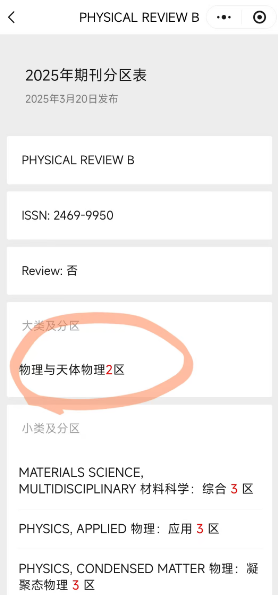 PHYSICAL REVIEW B
2025年期刊分区表
2025年3月20日发布
PHYSICAL REVIEW B
ISSN: 2469-9950
Review: 否
大类及分区
物理与天体物理2区
小类及分区
MATERIALS SCIENCE,
MULTIDISCIPLINARY 材料科学：综合 3 区
PHYSICS, APPLIED 物理：应用 3 区
PHYSICS, CONDENSED MATTER 物理：凝
聚态物理 3 区